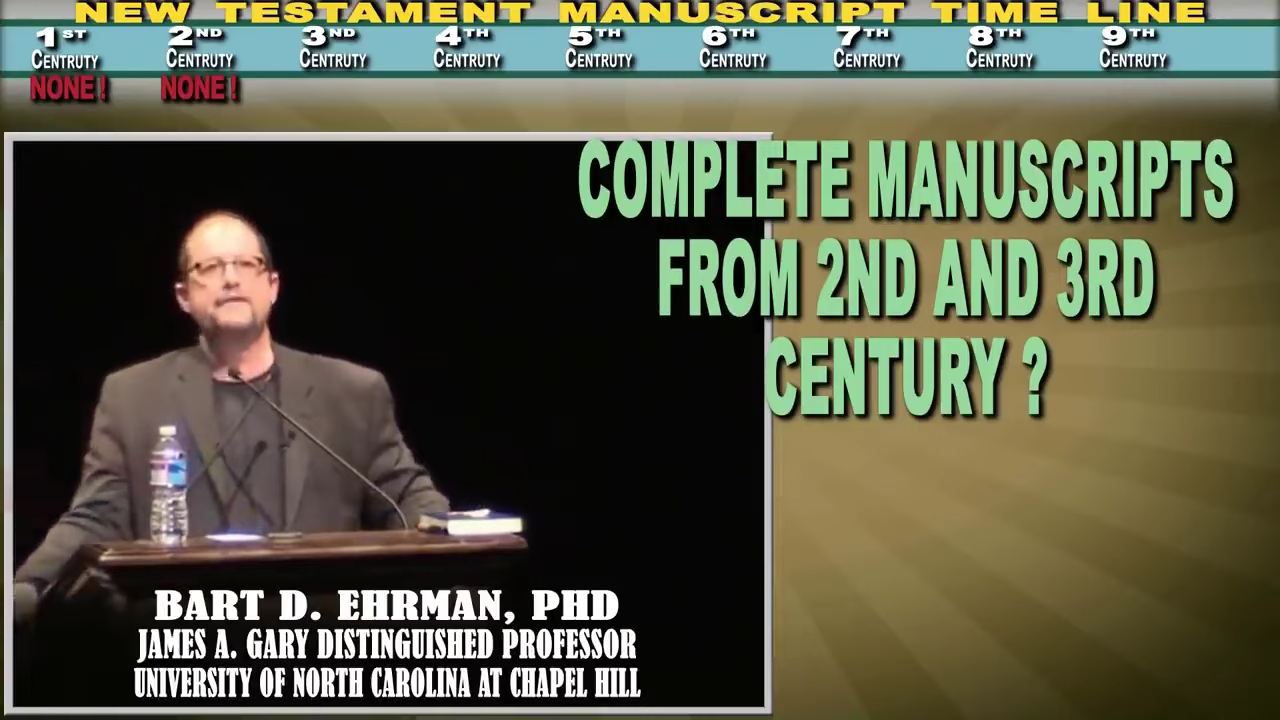 NEW TESTAMENT MANUSCRIPT TIME LINE
1ST 2ND 3ND 4TH 5TH 6TH 7TH 8TH 9TH
CENTRUTY CENTRUTY CENTRUTY CENTRUTY CENTRUTY CENTRUTY CENTRUTY CENTRUTY CENTRUTY
NONE! NONE!
COMPLETE MANUSCRIPTS
FROM 2ND AND 3RD
CENTURY ?
BART D. EHRMAN, PHD
JAMES A. GARY DISTINGUISHED PROFESSOR
UNIVERSITY OF NORTH CAROLINA AT CHAPEL HILL